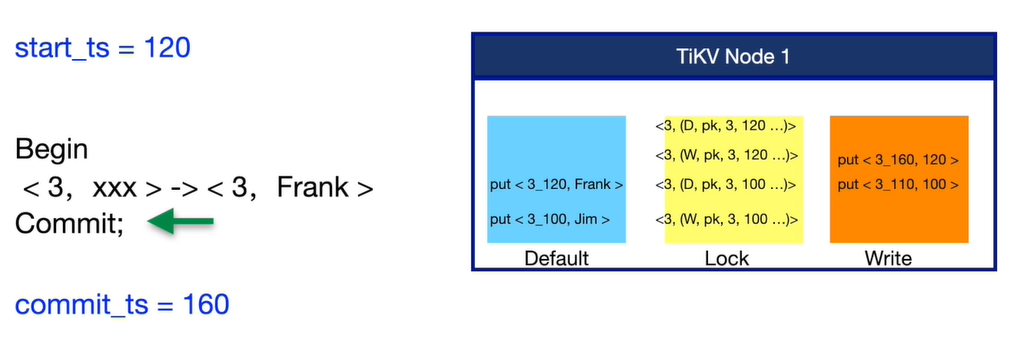 start_ts = 120
Begin
< 3, xxx > -> < 3, Frank >
Commit;
commit_ts = 160
TiKV Node 1
put < 3_120, Frank >
put < 3_100, Jim >
Default
<3, (D, pk, 3, 120 ...)>
<3, (W, pk, 3, 120 ...)>
<3, (D, pk, 3, 100 ...)>
<3, (W, pk, 3, 100 ...)>
Lock
put < 3_160, 120 >
put < 3_110, 100 >
Write